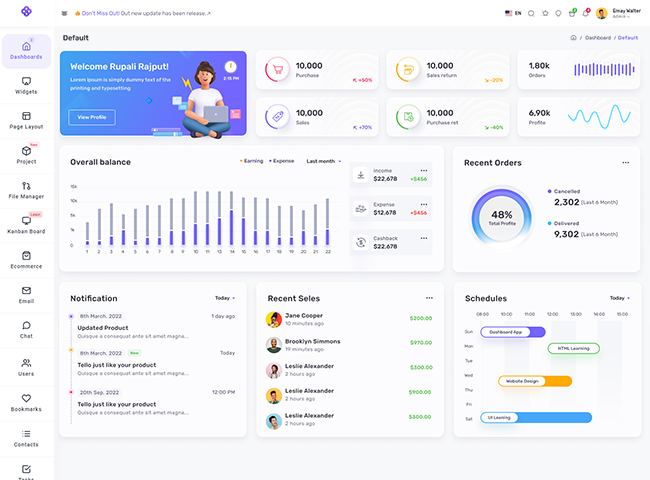 👍 Don't Miss Out! Out new update has been release.
EN
2
4
Emay Walter
Admin
2
Dashboards
Widgets
Page Layout
New
Project
File Manager
Latest
Kanban Board
Ecommerce
Email
Chat
Users
Bookmarks
Contacts
Tasks
Default
/ Dashboard / Default
Welcome Rupali Rajput!
Lorem Ipsum is simply dummy text of the
printing and typesetting
View Profile
2:15 PM
10,000
Purchase
+50%
10,000
Sales return
-20%
1.80k
Orders
10,000
Sales
+70%
10,000
Purchase ret
-40%
6,90k
Profite
Overall balance
Earning
Expense
Last month
15k
10k
5k
1k
0
1 2 3 4 5 6 7 8 9 10 11 12 13 14 15 16 17 18 19 20 21 22
Income
$22,678
+$456
Expense
$12,678
+$456
Cashback
$22,678
Recent Orders
48%
Total Profite
Cancelled
2,302 (Last 6 Month)
Delivered
9,302 (Last 6 Month)
Notification
Today
8th March, 2022
1 day ago
Updated Product
Quisque a consequat ante sit amet magna...
8th March, 2022
New
Today
Tello just like your product
Quisque a consequat ante sit amet magna...
20th Sep, 2022
12:00 PM
Tello just like your product
Quisque a consequat ante sit amet magna...
Recent Seles
Jane Cooper
10 minutes ago
$200.00
Brooklyn Simmons
19 minutes ago
$970.00
Leslie Alexander
2 hours ago
$300.00
Leslie Alexander
2 hours ago
$900.00
Leslie Alexander
2 hours ago
$300.00
Schedules
Today
08:00 09:00 10:00 11:00 12:00 13:00 14:00 15:00
Sun
Dashboard App
Mon
HTML Learning
Tue
Wed
Website Design
Thu
Fri
Sat
UI Leaning